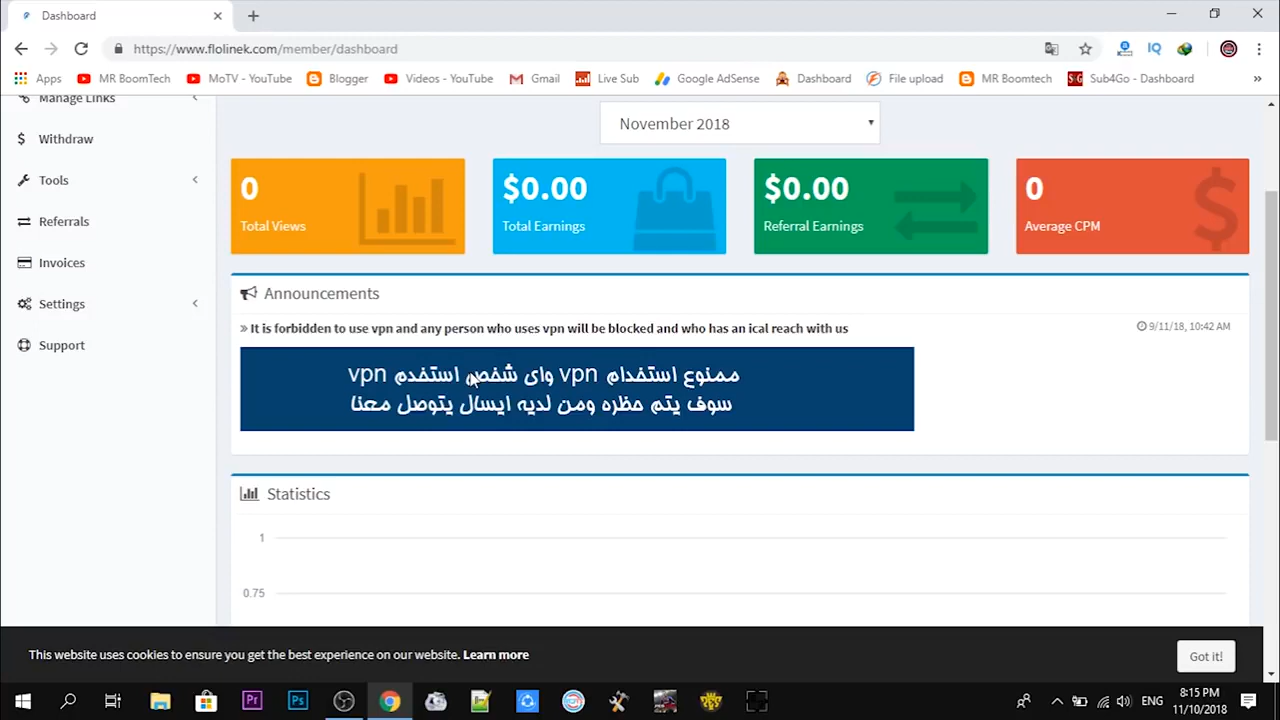 Dashboard
https://www.flolinek.com/member/dashboard
Apps
MR BoomTech
MoTV - YouTube
Blogger
Videos - YouTube
Gmail
Live Sub
Google AdSense
Dashboard
File upload
MR Boomtech
Sub4Go - Dashboard
»
Manage Links
Withdraw
Tools
Referrals
Invoices
Settings
Support
November 2018
0
Total Views
$0.00
Total Earnings
$0.00
Referral Earnings
0
Average CPM
Announcements
» It is forbidden to use vpn and any person who uses vpn will be blocked and who has an ical reach with us
9/11/18, 10:42 AM
ممنوع استخدام vpn واى شخص استخدم vpn
سوف يتم حظره ومن لديه ايسال يتوصل معنا
Statistics
1
0.75
This website uses cookies to ensure you get the best experience on our website. Learn more
Got it!
ENG
8:15 PM
11/10/2018